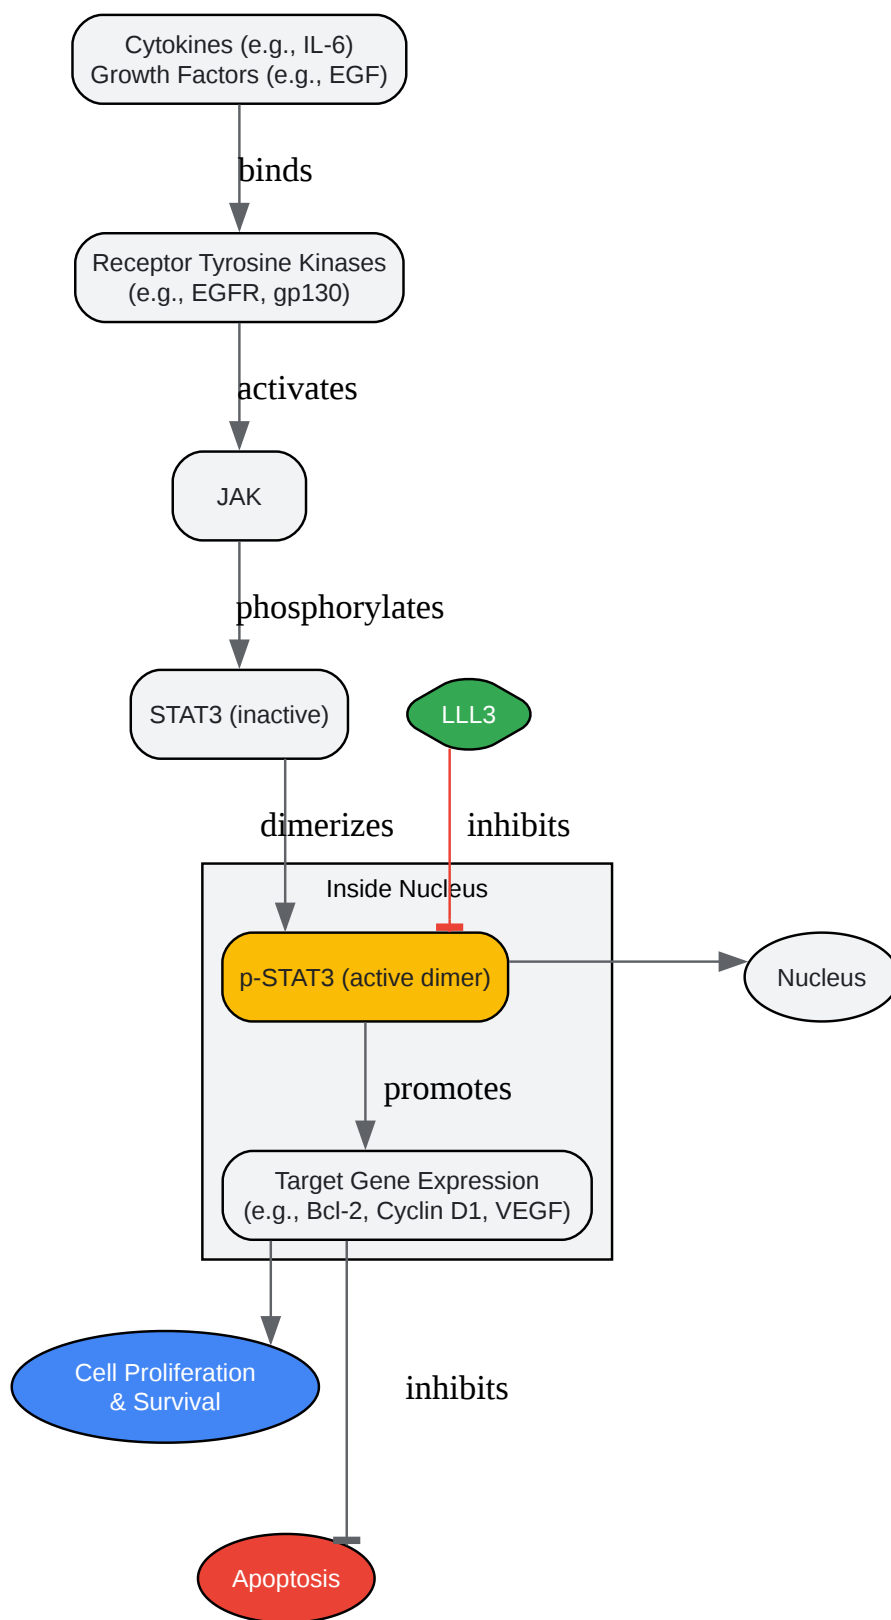 Cytokines (e.g., IL-6)
Growth Factors (e.g., EGF)
binds
Receptor Tyrosine Kinases
(e.g., EGFR, gp130)
activates
JAK
phosphorylates
STAT3 (inactive)
LLL3
dimerizes
inhibits
Inside Nucleus
p-STAT3 (active dimer)
Nucleus
promotes
Target Gene Expression
(e.g., Bcl-2, Cyclin D1, VEGF)
Cell Proliferation
& Survival
inhibits
Apoptosis